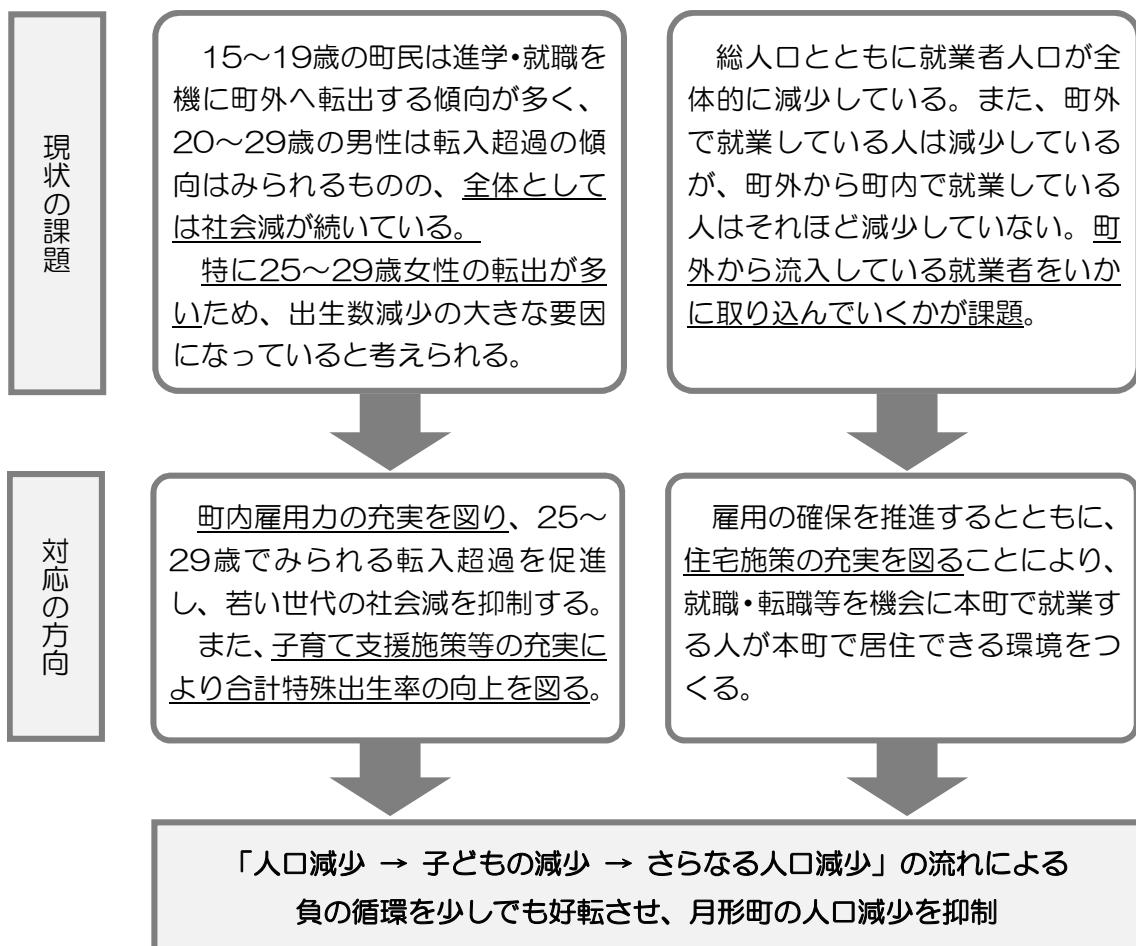 現状の課題
15～19歳の町民は進学・就職を
機に町外へ転出する傾向が多く、
20～29歳の男性は転入超過の傾
向はみられるものの、全体として
は社会減が続いている。
特に25～29歳女性の転出が多
いため、出生数減少の大きな要因
になっていると考えられる。
総人口とともに就業者人口が全
体的に減少している。また、町外
で就業している人は減少している
が、町外から町内で就業している
人はそれほど減少していない。町
外から流入している就業者をいか
に取り込んでいくかが課題。
対応の方向
町内雇用力の充実を図り、25～
29歳でみられる転入超過を促進
し、若い世代の社会減を抑制する。
また、子育て支援施策等の充実に
より合計特殊出生率の向上を図る。
雇用の確保を推進するとともに、
住宅施策の充実を図ることにより、
就職・転職等を機会に本町で就業す
る人が本町で居住できる環境をつ
くる。
「人口減少 → 子どもの減少 → さらなる人口減少」の流れによる
負の循環を少しでも好転させ、月形町の人口減少を抑制